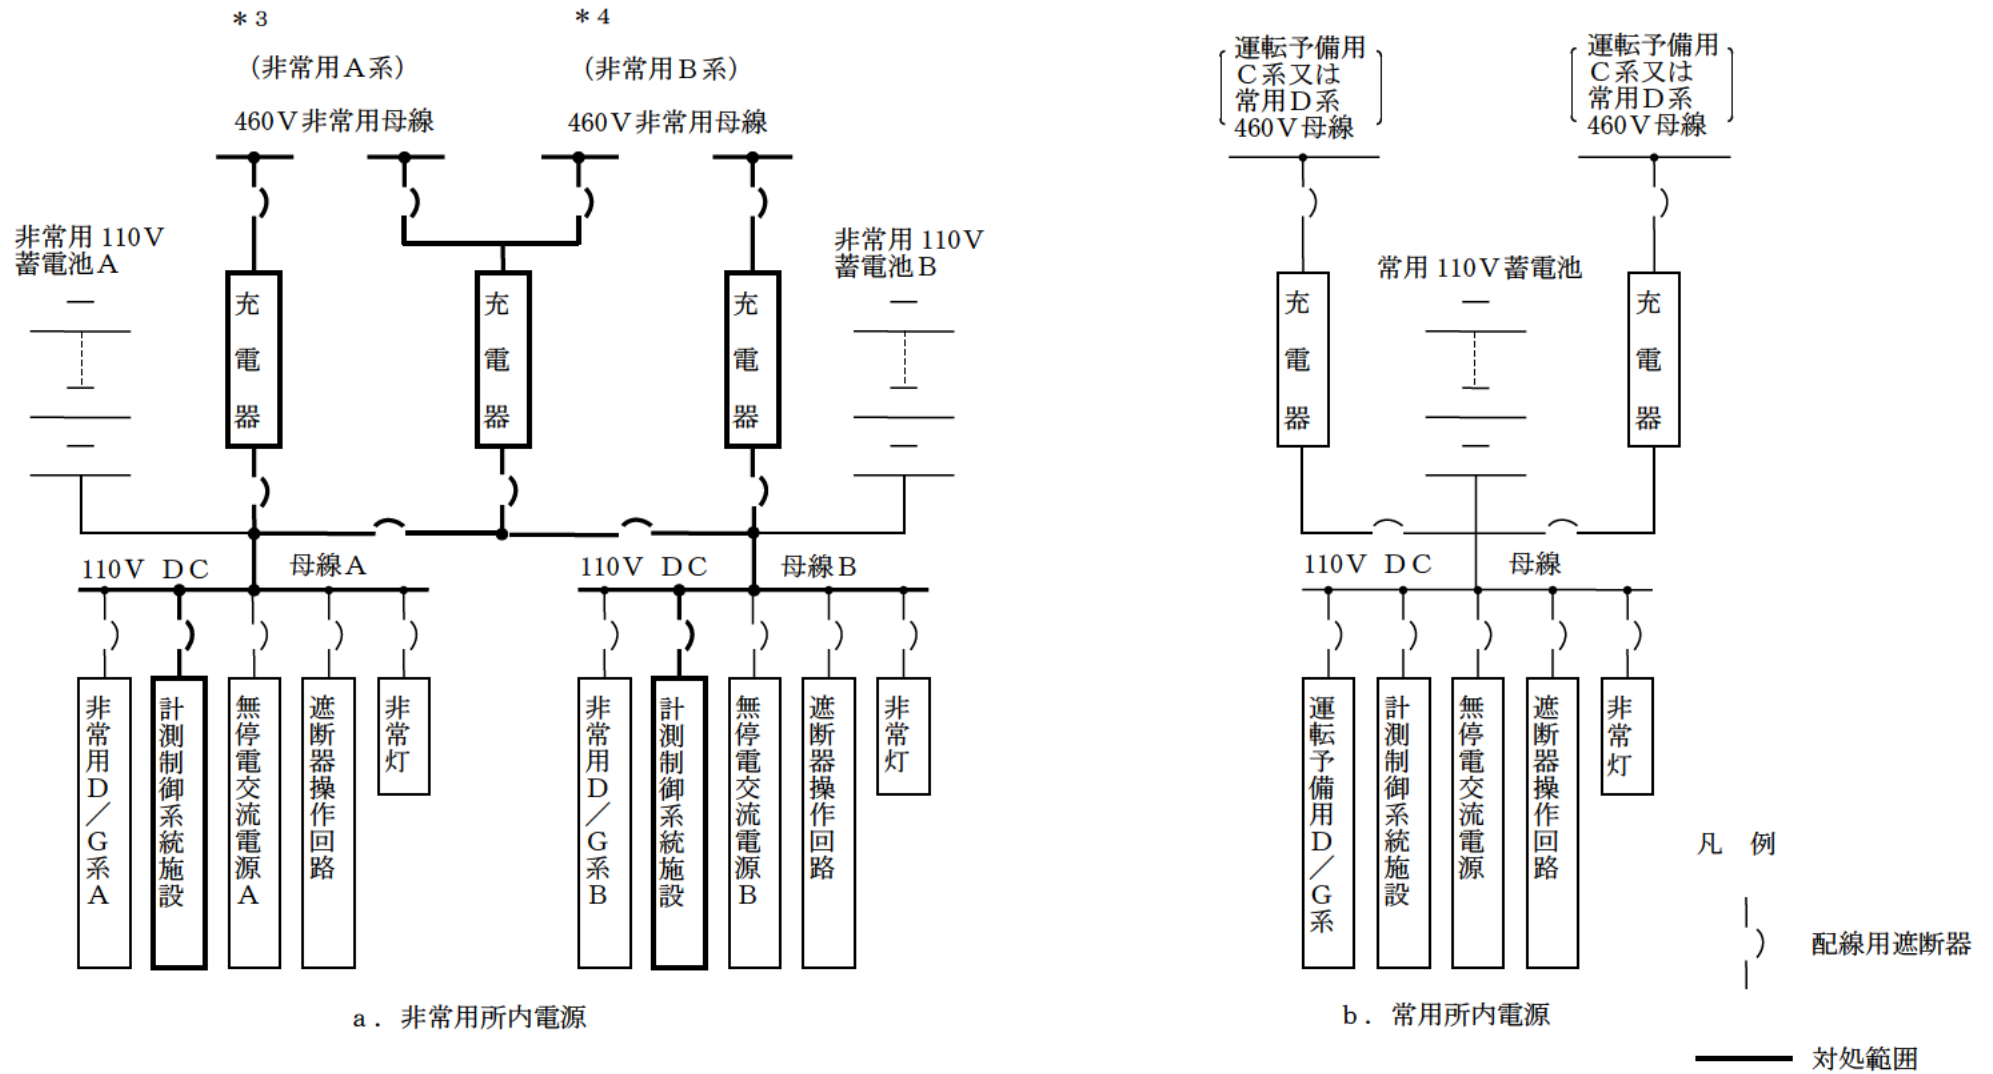 ＊3
＊4
（非常用Ａ系）
（非常用Ｂ系）
460Ｖ非常用母線
460Ｖ非常用母線
運転予備用
Ｃ系又は
常用Ｄ系
460Ｖ母線
運転予備用
Ｃ系又は
常用Ｄ系
460Ｖ母線
非常用 110Ｖ
蓄電池Ａ
充電器
充電器
充電器
非常用 110Ｖ
蓄電池Ｂ
充電器
常用 110Ｖ蓄電池
充電器
110Ｖ ＤＣ 母線Ａ
110Ｖ ＤＣ 母線Ｂ
110Ｖ ＤＣ 母線
非常用Ｄ／Ｇ系Ａ
計測制御系統施設
無停電交流電源Ａ
遮断器操作回路
非常灯
非常用Ｄ／Ｇ系Ｂ
計測制御系統施設
無停電交流電源Ｂ
遮断器操作回路
非常灯
運転予備用Ｄ／Ｇ系
計測制御系統施設
無停電交流電源
遮断器操作回路
非常灯
ａ．非常用所内電源
ｂ．常用所内電源
凡 例
配線用遮断器
対処範囲